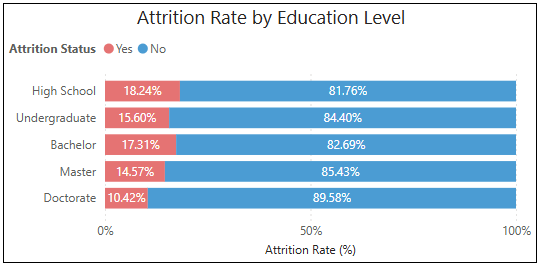 Attrition Rate by Education Level
Attrition Status Yes No
High School 18.24% 81.76%
Undergraduate 15.60% 84.40%
Bachelor 17.31% 82.69%
Master 14.57% 85.43%
Doctorate 10.42% 89.58%
0% 50% 100%
Attrition Rate (%)